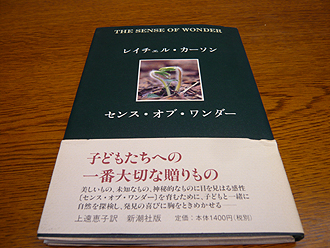 THE SENSE OF WONDER
レイチェル・カーソン
センス・オブ・ワンダー
子どもたちへの
一番大切な贈りもの
美しいもの、未知なもの、神秘的なものに目を見はる感性
〔センス・オブ・ワンダー〕を育むために、子どもと一緒に
自然を探検し、発見の喜びに胸をときめかせる――
上遠恵子訳 新潮社版 定価：本体1400円（税別）